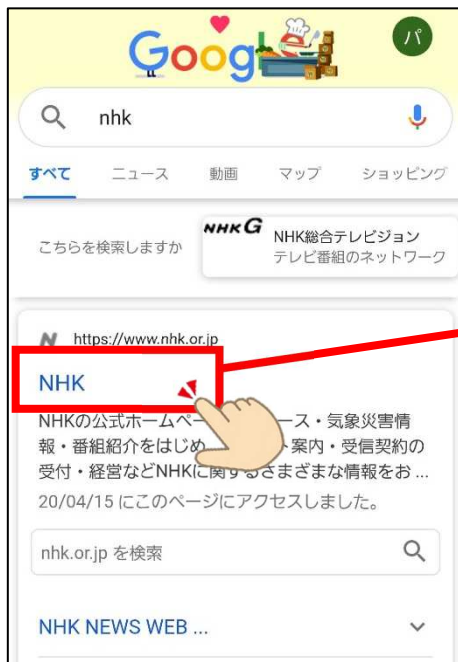 Goog
パ
nhk
すべて ニュース 動画 マップ ショッピング
こちらを検索しますか
NHK G
NHK総合テレビジョン
テレビ番組のネットワーク
N https://www.nhk.or.jp
NHK
NHKの公式ホームペ ース・気象災害情
報・番組紹介をはじめ ト案内・受信契約の
受付・経営などNHKに関するさまざまな情報をお ...
20/04/15 にこのページにアクセスしました。
nhk.or.jp を検索
NHK NEWS WEB ...